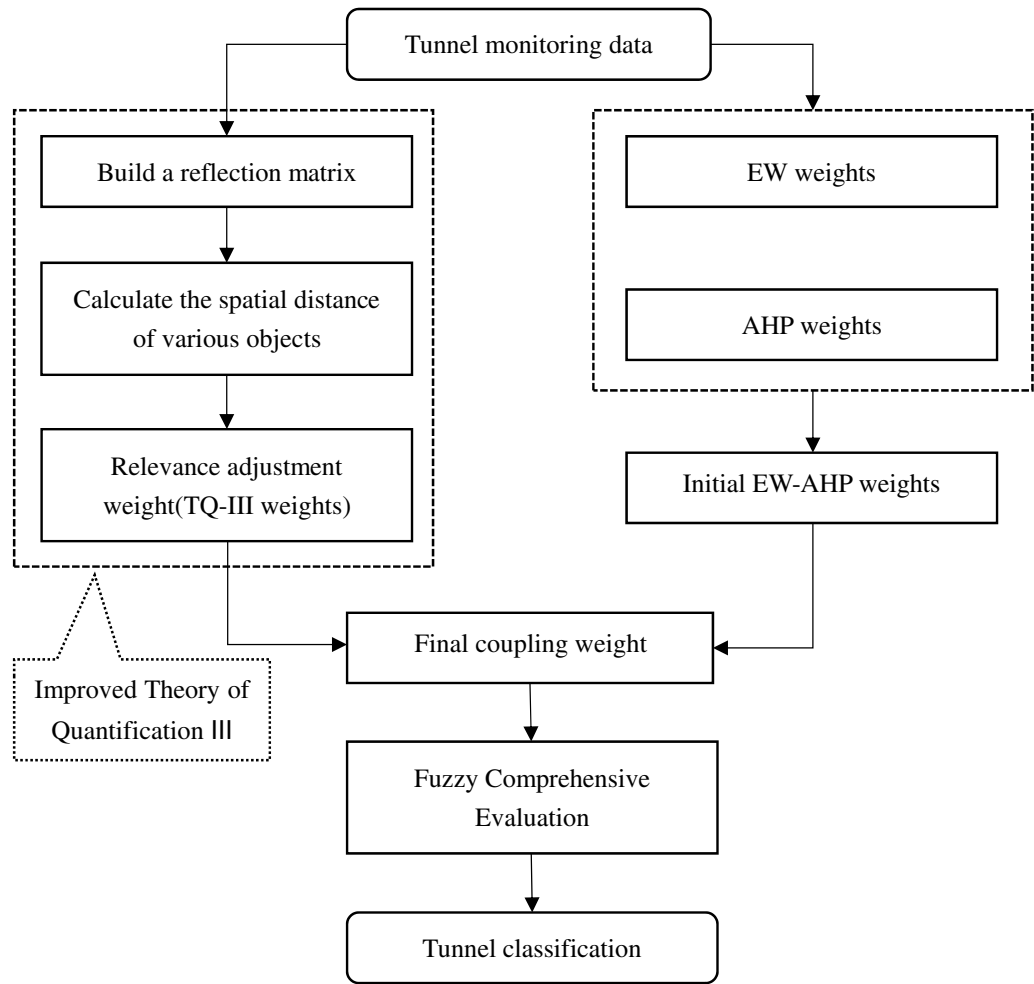 Tunnel monitoring data
Build a reflection matrix
Calculate the spatial distance
of various objects
Relevance adjustment
weight(TQ-III weights)
Improved Theory of
Quantification III
EW weights
AHP weights
Initial EW-AHP weights
Final coupling weight
Fuzzy Comprehensive
Evaluation
Tunnel classification